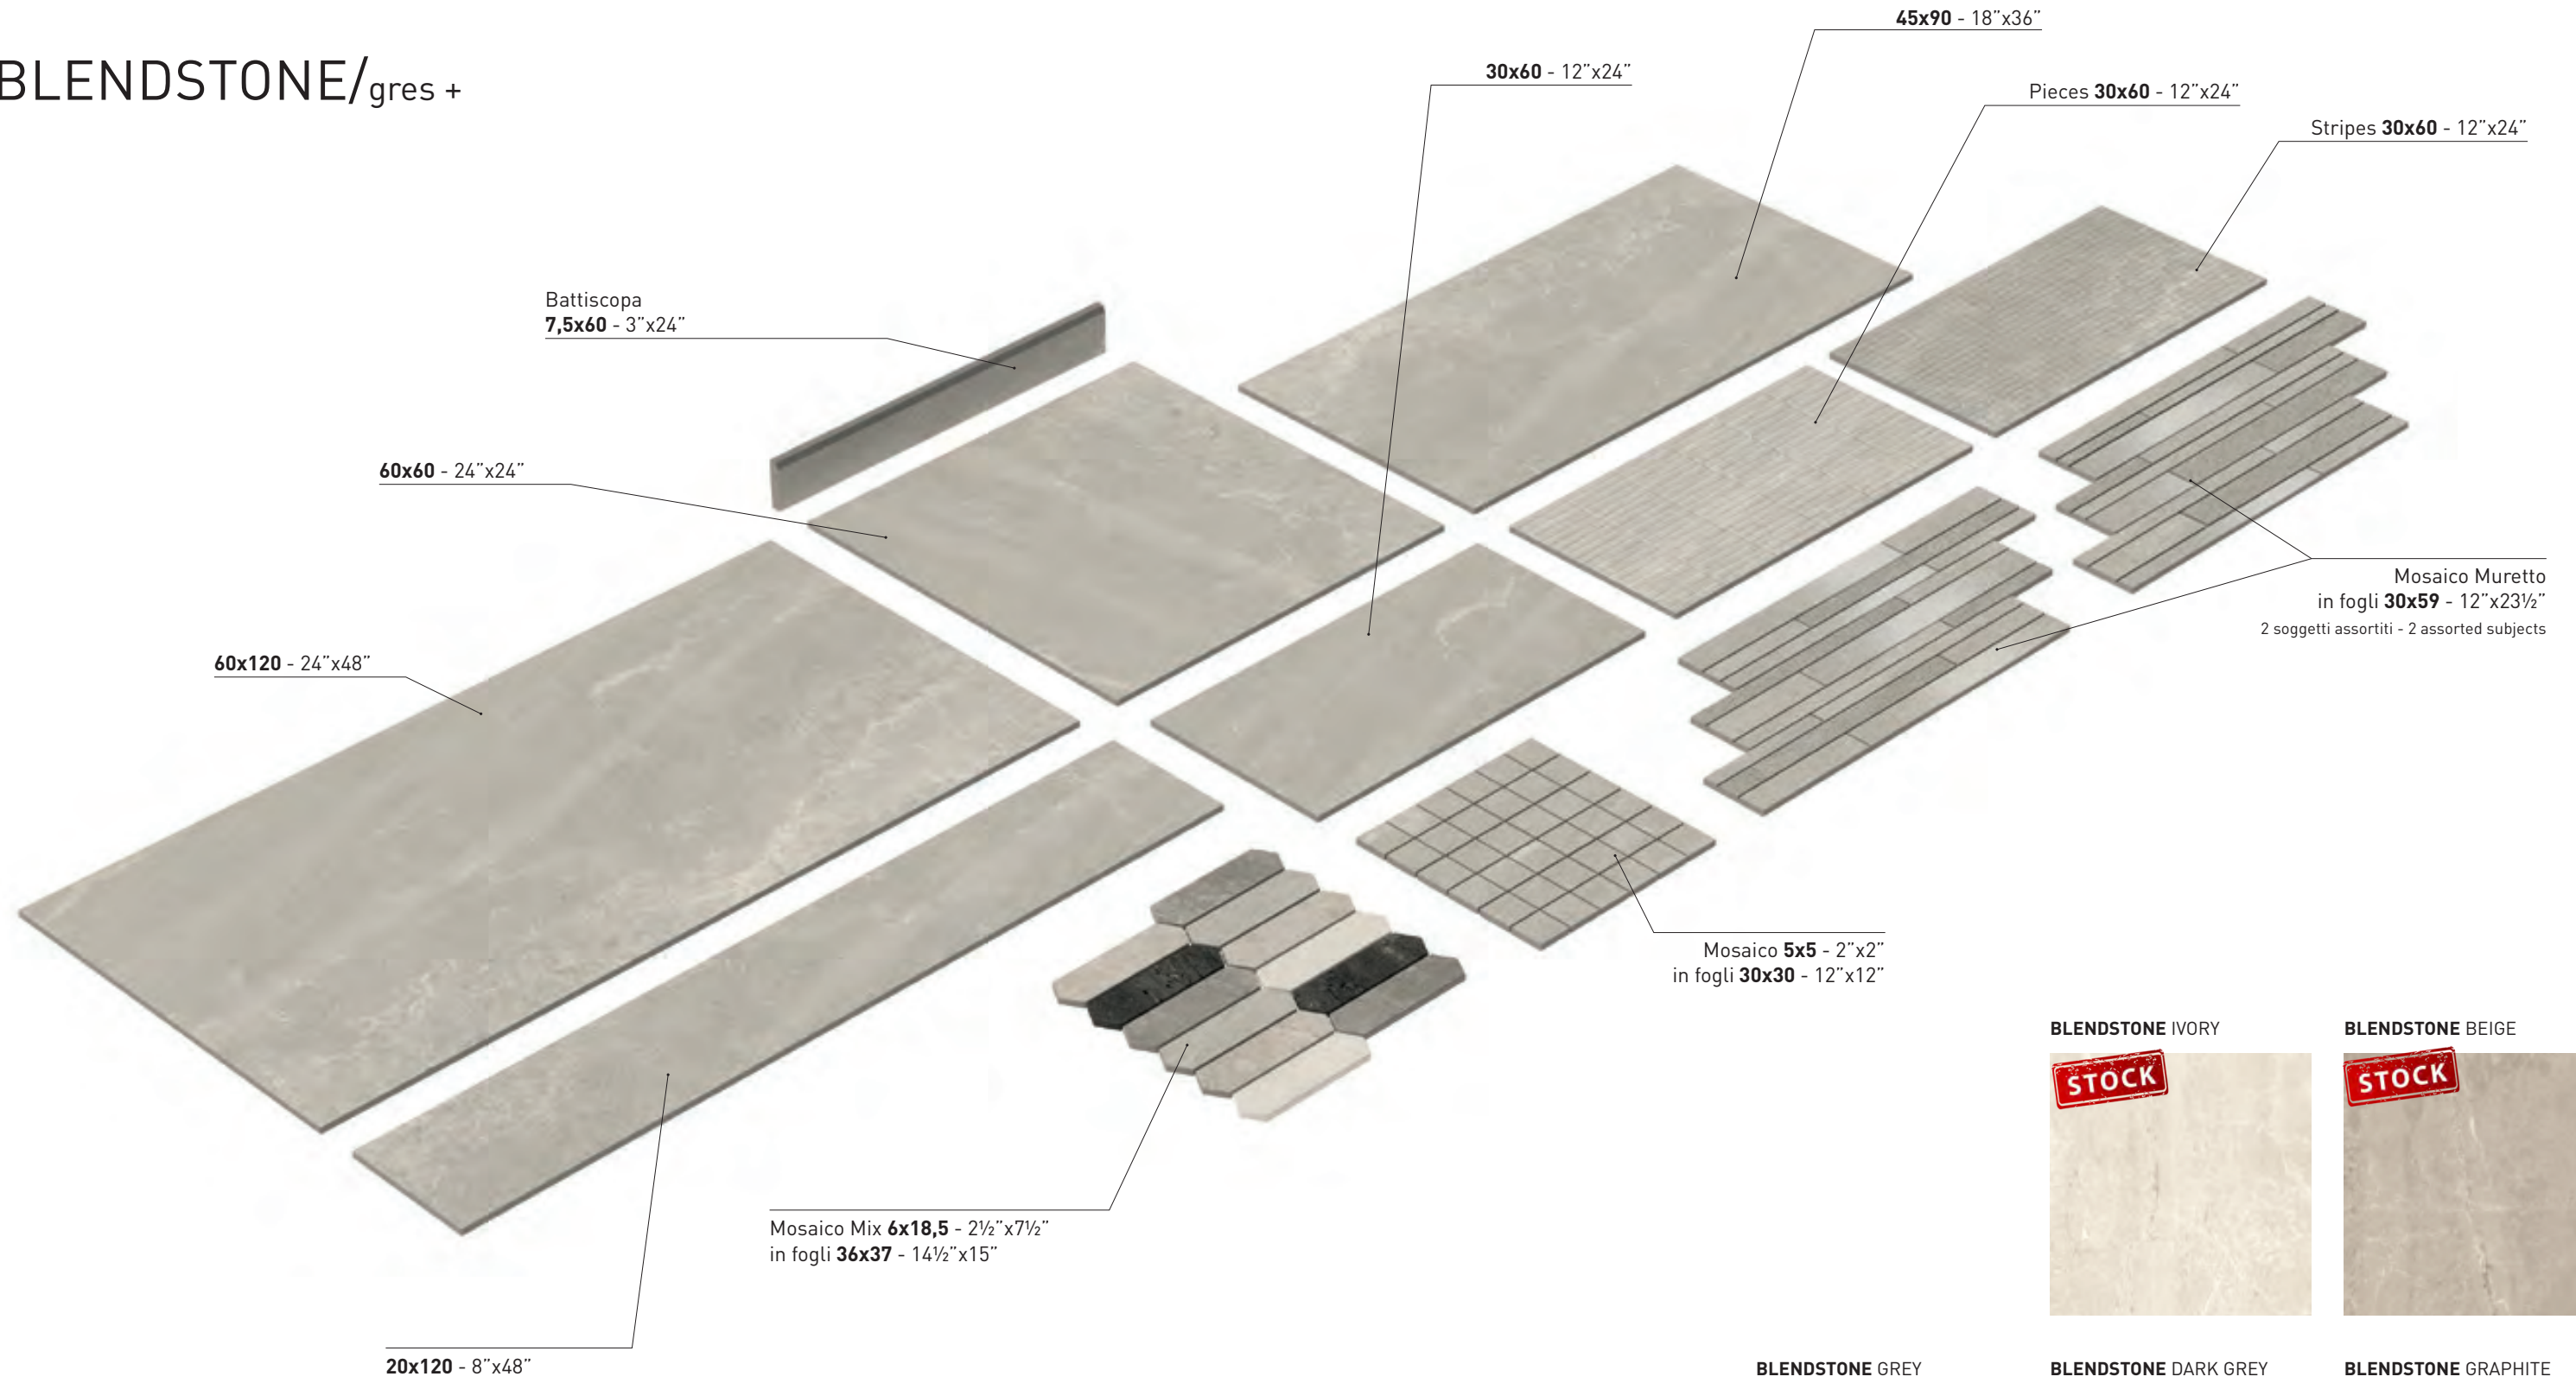 BLENDSTONE/gres +
45x90 - 18”x36”
30x60 - 12”x24”
Pieces 30x60 - 12”x24”
Stripes 30x60 - 12”x24”
Battiscopa
7,5x60 - 3”x24”
60x60 - 24”x24”
Mosaico Muretto
in fogli 30x59 - 12”x23½”
2 soggetti assortiti - 2 assorted subjects
60x120 - 24”x48”
Mosaico 5x5 - 2”x2”
in fogli 30x30 - 12”x12”
Mosaico Mix 6x18,5 - 2½”x7½”
in fogli 36x37 - 14½”x15”
20x120 - 8”x48”
BLENDSTONE IVORY
BLENDSTONE BEIGE
STOCK
STOCK
BLENDSTONE GREY
BLENDSTONE DARK GREY
BLENDSTONE GRAPHITE